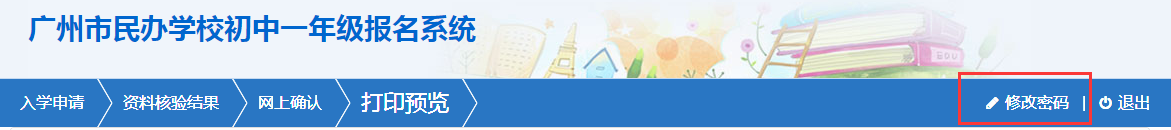 广州市民办学校初中一年级报名系统
EDU
入学申请 资料核验结果 网上确认 打印预览 修改密码 | 退出